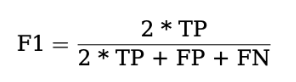 F1 = 2 * TP / 2 * TP + FP + FN